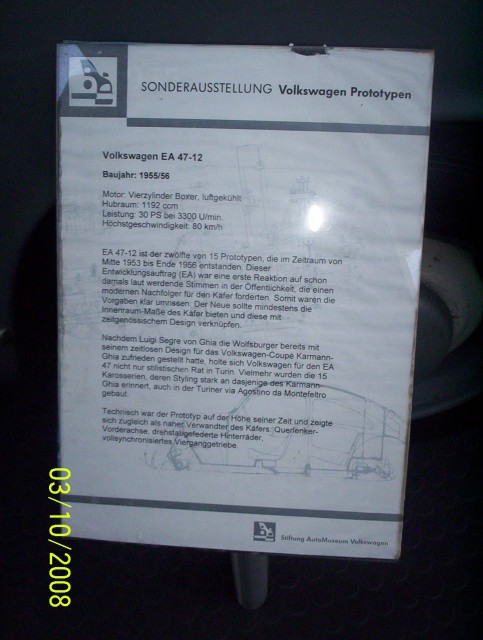 SONDERAUSSTELLUNG Volkswagen Prototypen
Volkswagen EA 47-12
Baujahr: 1955/56
Motor: Vierzylinder Boxer, luftgekühlt
Hubraum: 1192 ccm
Leistung: 30 PS bei 3300 U/min.
Höchstgeschwindigkeit: 80 km/h
EA 47-12 ist der zwölfte von 15 Prototypen, die im Zeitraum von
Mitte 1953 bis Ende 1956 entstanden. Dieser
Entwicklungsauftrag (EA) war eine erste Reaktion auf schon
damals laut werdende Stimmen in der Öffentlichkeit, die einen
modernen Nachfolger für den Käfer forderten. Somit waren die
Vorgaben klar umrissen: Der Neue sollte mindestens die
Innenraum-Maße des Käfer bieten und diese mit
zeitgenössischem Design verknüpfen.
Nachdem Luigi Segre von Ghia die Wolfsburger bereits mit
seinem zeitlosen Design für das Volkswagen-Coupé Karmann-
Ghia zufrieden gestellt hatte, holte sich Volkswagen für den EA
47 nicht nur stilistischen Rat in Turin. Vielmehr wurden die 15
Karosserien, deren Styling stark an dasjenige des Karmann
Ghia erinnert, auch in der Turiner via Agostino da Montefeltro
gebaut.
Technisch war der Prototyp auf der Höhe seiner Zeit und zeigte
sich zugleich als naher Verwandter des Käfers: Querlenker-
Vorderachse, drehstabgefederte Hinterräder,
vollsynchronisiertes Vierganggetriebe.
Stiftung AutoMuseum Volkswagen
03/10/2008